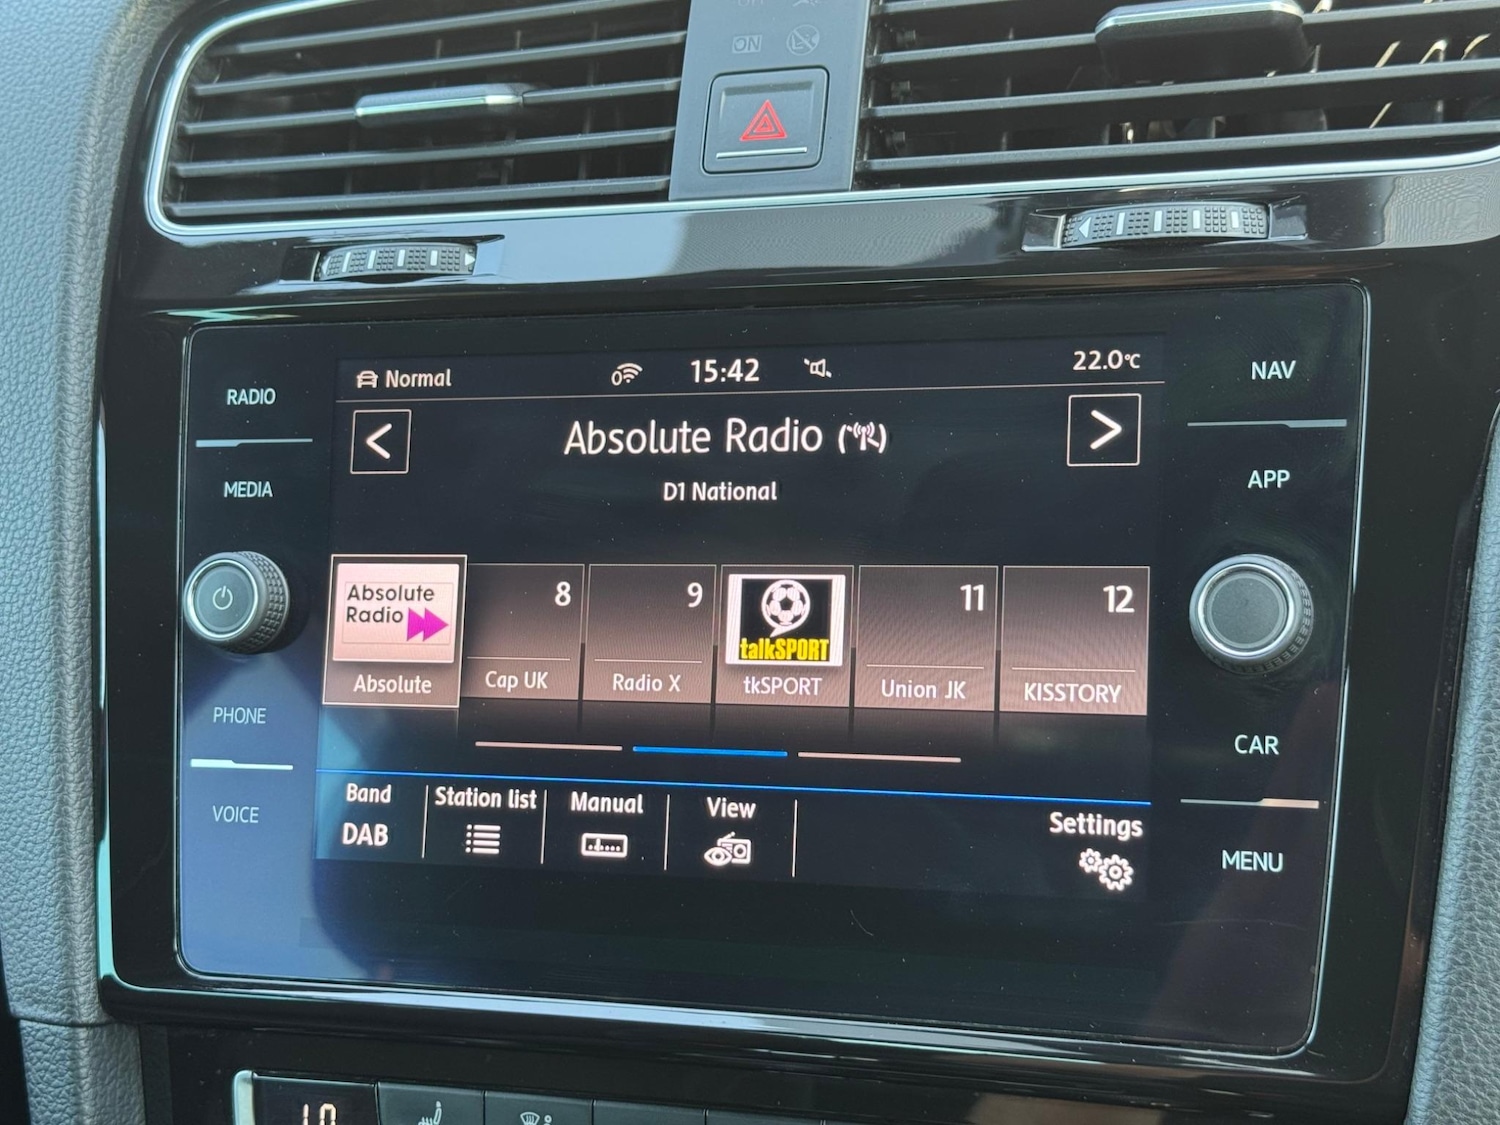 ON
RADIO
MEDIA
PHONE
VOICE
Normal
15:42
22.0°C
<
Absolute Radio
>
D1 National
Absolute
Radio
Absolute
8
Cap UK
9
Radio X
talkSPORT
tkSPORT
11
Union JK
12
KISSTORY
Band
DAB
Station list
Manual
View
Settings
NAV
APP
CAR
MENU